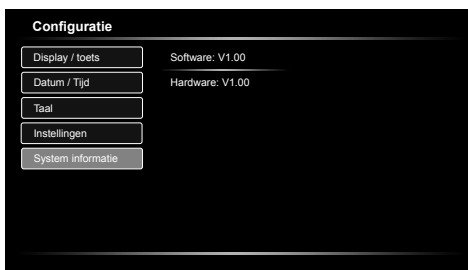 Configuratie
Display / toets
Software: V1.00
Datum / Tijd
Hardware: V1.00
Taal
Instellingen
System informatie